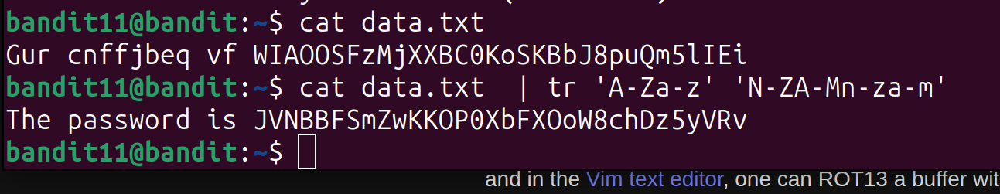 bandit11@bandit:~$ cat data.txt
Gur cnffjbeq vf WIAOOSFzMjXXBC0KoSKBbJ8puQm5lIEi
bandit11@bandit:~$ cat data.txt  | tr 'A-Za-z' 'N-ZA-Mn-za-m'
The password is JVNBBFSmZwKKOP0XbFXOoW8chDz5yVRv
bandit11@bandit:~$
and in the Vim text editor, one can ROT13 a buffer wit